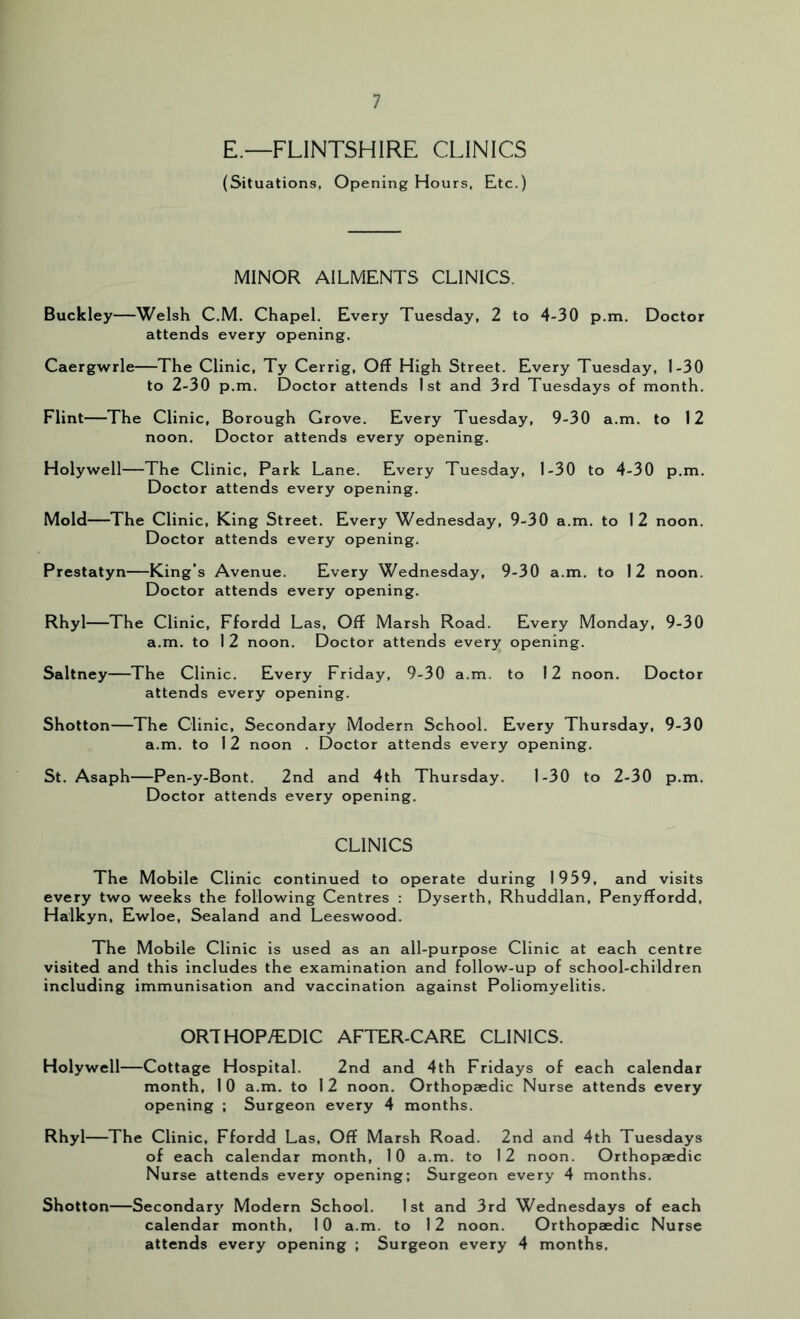 7
E.—FLINTSHIRE CLINICS
(Situations, Opening Hours, Etc.)
MINOR AILMENTS CLINICS.
Buckley—Welsh C.M. Chapel. Every Tuesday, 2 to 4-30 p.m. Doctor
attends every opening.
Caergwrle—The Clinic, Ty Cerrig, Off High Street. Every Tuesday, 1-30
to 2-30 p.m. Doctor attends 1st and 3rd Tuesdays of month.
Flint—The Clinic, Borough Grove. Every Tuesday, 9-30 a.m. to 12
noon. Doctor attends every opening.
Holywell—The Clinic, Park Lane. Every Tuesday, 1-30 to 4-30 p.m.
Doctor attends every opening.
Mold—The Clinic, King Street. Every Wednesday, 9-30 a.m. to 12 noon.
Doctor attends every opening.
Prestatyn—King's Avenue. Every Wednesday, 9-30 a.m. to 12 noon.
Doctor attends every opening.
Rhyl—The Clinic, Ffordd Las, Off Marsh Road. Every Monday, 9-30
a.m. to 12 noon. Doctor attends every opening.
Saltney—The Clinic. Every Friday, 9-30 a.m. to 12 noon. Doctor
attends every opening.
Shotton—The Clinic, Secondary Modern School. Every Thursday, 9-30
a.m. to 12 noon . Doctor attends every opening.
St. Asaph—Pen-y-Bont. 2nd and 4th Thursday. 1-30 to 2-30 p.m.
Doctor attends every opening.
CLINICS
The Mobile Clinic continued to operate during 1959, and visits
every two weeks the following Centres : Dyserth, Rhuddlan, Penyffordd,
Halkyn, Ewloe, Sealand and Leeswood.
The Mobile Clinic is used as an all-purpose Clinic at each centre
visited and this includes the examination and follow-up of school-children
including immunisation and vaccination against Poliomyelitis.
ORTHOPÆDIC AFTER-CARE CLINICS.
Holywell—Cottage Hospital. 2nd and 4th Fridays of each calendar
month, 10 a.m. to 12 noon. Orthopædic Nurse attends every
opening ; Surgeon every 4 months.
Rhyl—The Clinic, Ffordd Las, Off Marsh Road. 2nd and 4th Tuesdays
of each calendar month, 10 a.m. to 12 noon. Orthopædic
Nurse attends every opening; Surgeon every 4 months.
Shotton—Secondary Modern School. 1st and 3rd Wednesdays of each
calendar month, 10 a.m. to 12 noon. Orthopædic Nurse
attends every opening ; Surgeon every 4 months.